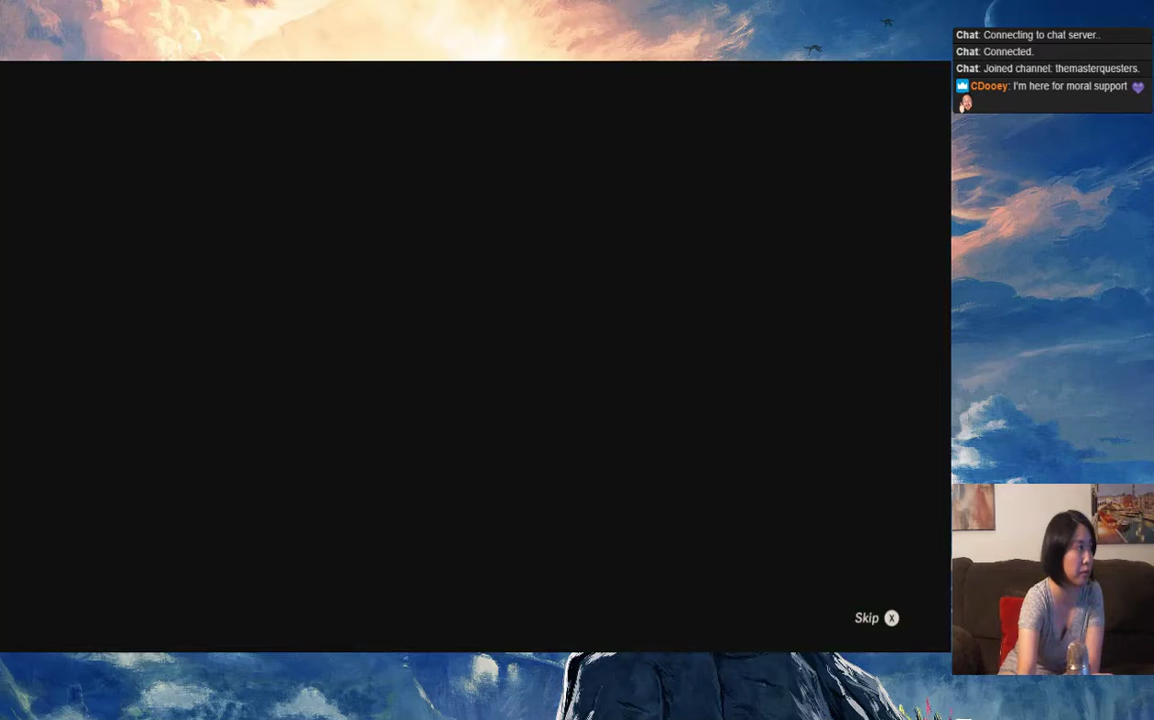 Chat: Connecting to chat server..
Chat: Connected.
Chat: Joined channel: themasterquesters.
CDooey: I'm here for moral support
Skip X